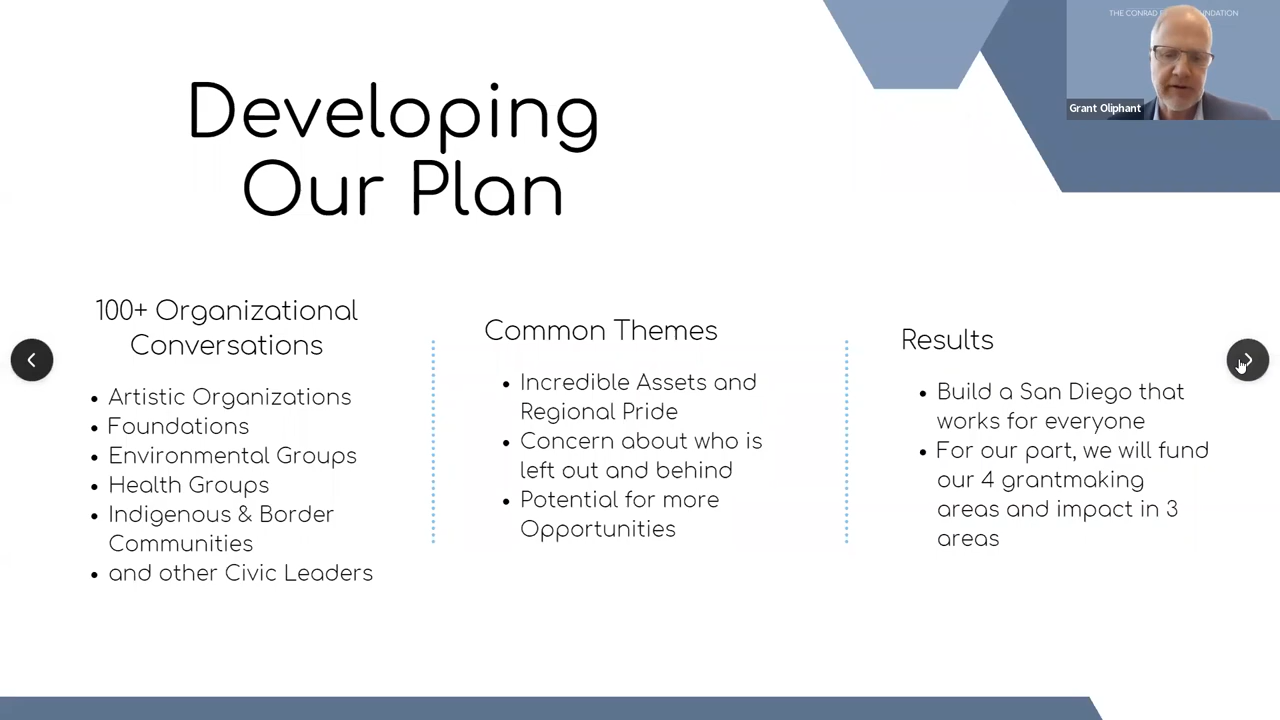 THE CONRAD
Grant Oliphant
Developing
Our Plan
100+ Organizational
Conversations
• Artistic Organizations
• Foundations
• Environmental Groups
• Health Groups
• Indigenous & Border
Communities
• and other Civic Leaders
Common Themes
• Incredible Assets and
Regional Pride
• Concern about who is
left out and behind
• Potential for more
Opportunities
Results
• Build a San Diego that
works for everyone
• For our part, we will fund
our 4 grantmaking
areas and impact in 3
areas